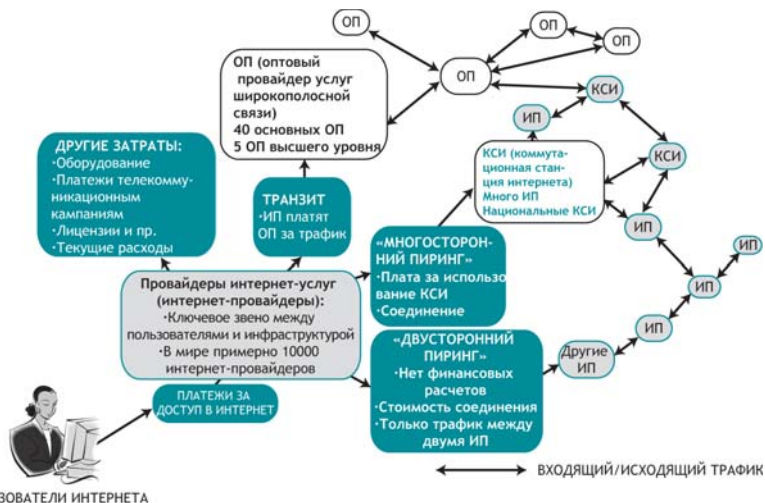 ОП
ОП
ОП
ОП
ОП (оптовый
провайдер услуг
широкополосной
связи)
40 основных ОП
5 ОП высшего уровня
КСИ
ИП
КСИ
КСИ (коммута-
ционная стан-
ция интернета)
Много ИП
Национальные КСИ
ИП
ИП
ИП
ИП
Другие
ИП
ДРУГИЕ ЗАТРАТЫ:
·Оборудование
·Платежи телекомму-
никационным
кампаниям
·Лицензии и пр.
·Текущие расходы
ТРАНЗИТ
·ИП платят
ОП за трафик
«МНОГОСТОРОН-
НИЙ ПИРИНГ»
·Плата за использо
вание КСИ
·Соединение
Провайдеры интернет-услуг
(интернет-провайдеры):
·Ключевое звено между
пользователями и инфраструктурой
·В мире примерно 10000
интернет-провайдеров
«ДВУСТОРОННИЙ
ПИРИНГ»
·Нет финансовых
расчетов
·Стоимость соединения
·Только трафик между
двумя ИП
ПЛАТЕЖИ ЗА
ДОСТУП В ИНТЕРНЕТ
ВХОДЯЩИЙ/ИСХОДЯЩИЙ ТРАФИК
ЗОВАТЕЛИ ИНТЕРНЕТА